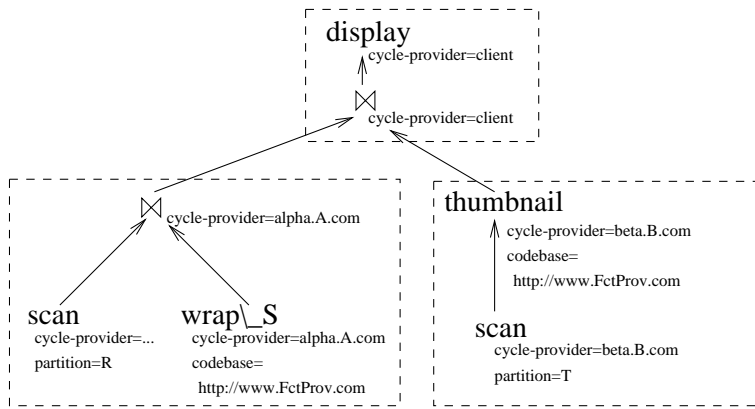 display
cycle-provider=client
cycle-provider=client
cycle-provider=alpha.A.com
scan
cycle-provider=...
partition=R
wrap\_S
cycle-provider=alpha.A.com
codebase=
http://www.FctProv.com
thumbnail
cycle-provider=beta.B.com
codebase=
http://www.FctProv.com
scan
cycle-provider=beta.B.com
partition=T